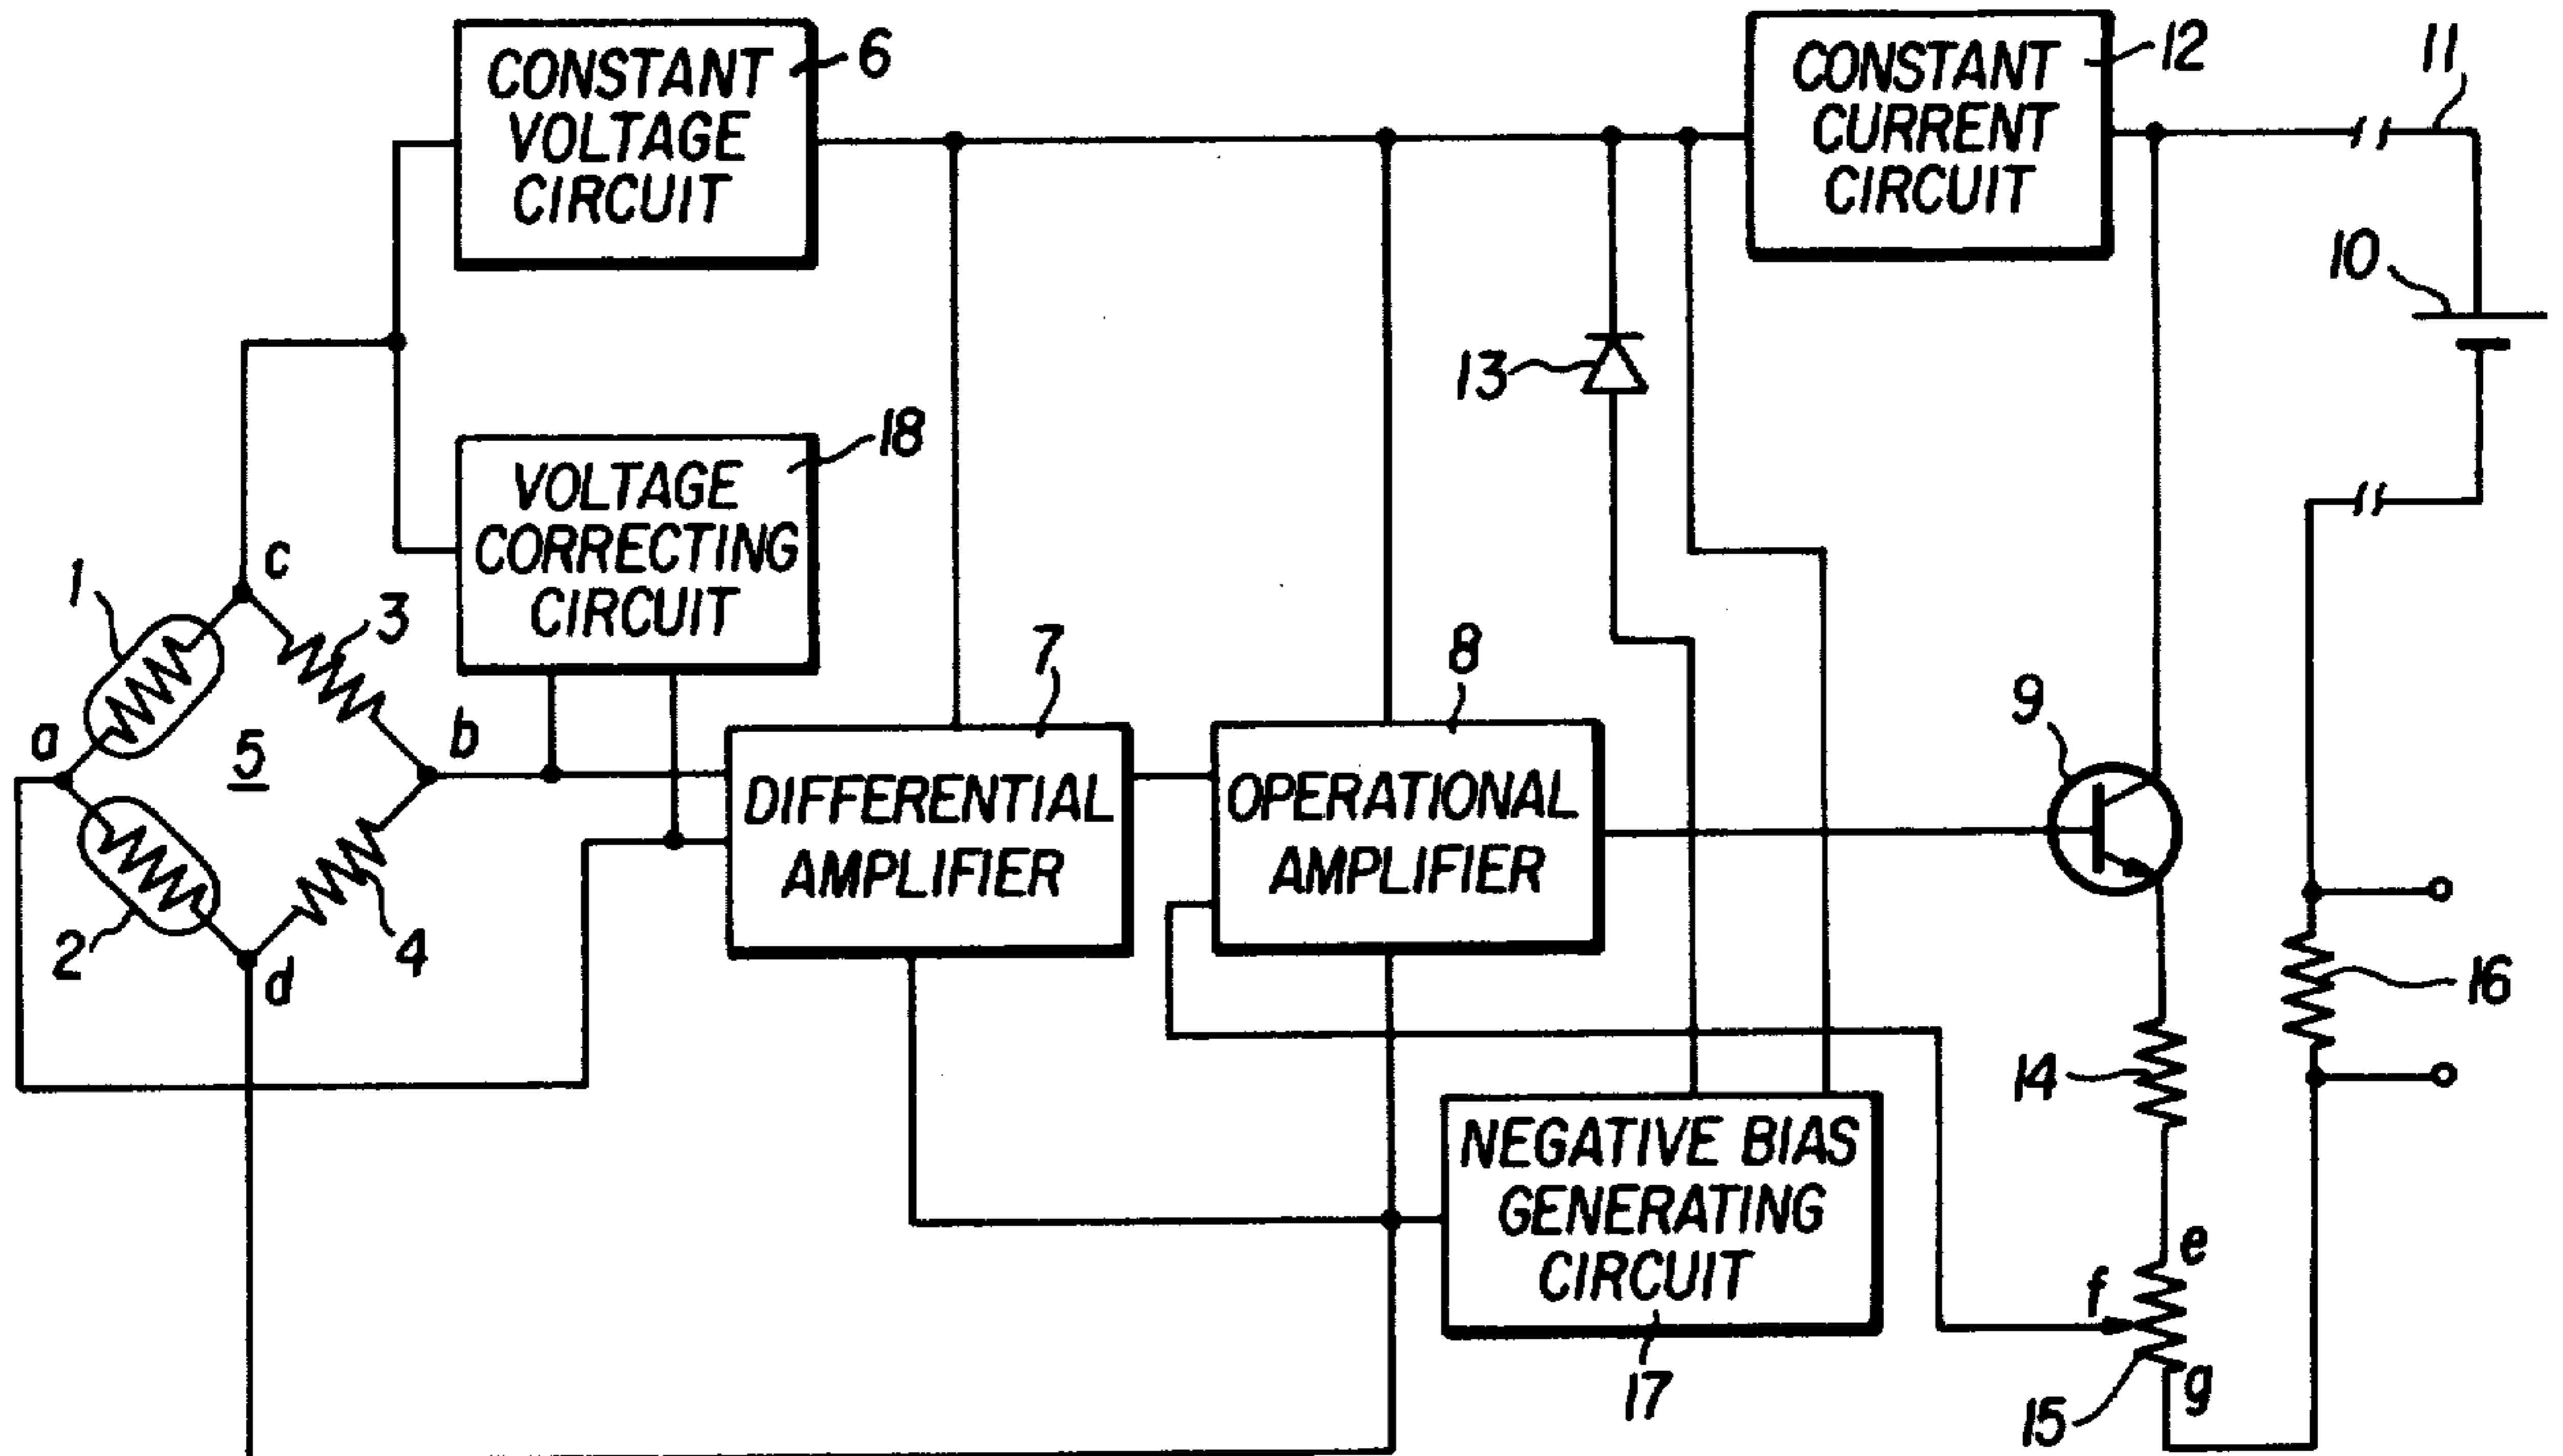 CONSTANT
VOLTAGE
CIRCUIT
6
CONSTANT
CURRENT
CIRCUIT
12
11
10
13
VOLTAGE
CORRECTING
CIRCUIT
18
1
c
3
a
5
b
2
d
4
7
DIFFERENTIAL
AMPLIFIER
8
OPERATIONAL
AMPLIFIER
9
14
16
NEGATIVE BIAS
GENERATING
CIRCUIT
17
e
f
g
15